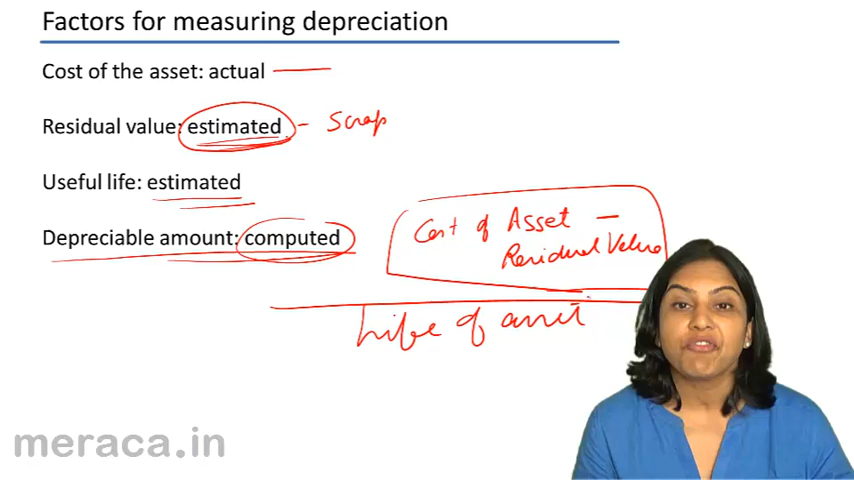 Factors for measuring depreciation
Cost of the asset: actual
Residual value: estimated - Scrap
Useful life: estimated
Depreciable amount: computed
Cost of Asset -
Residual Value
Life of asset
meraca.in